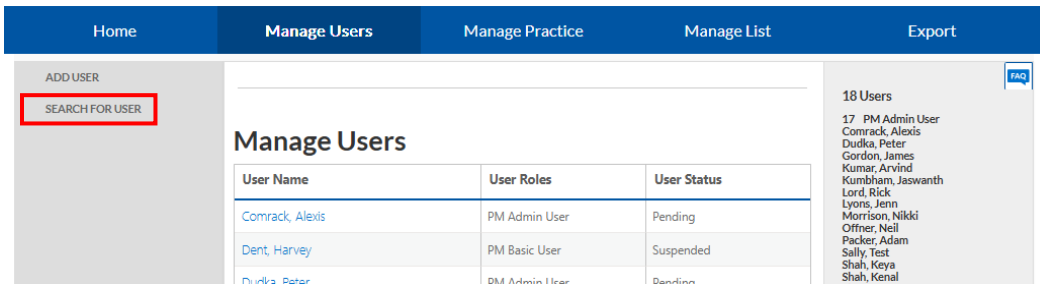 Home Manage Users Manage Practice Manage List Export
ADD USER
SEARCH FOR USER
Manage Users
User Name User Roles User Status
Comrack, Alexis PM Admin User Pending
Dent, Harvey PM Basic User Suspended
Dudka, Peter PM Admin User Pending
FAQ
18 Users
17 PM Admin User
Comrack, Alexis
Dudka, Peter
Gordon, James
Kumar, Arvind
Kumbham, Jaswanth
Lord, Rick
Lyons, Jenn
Morrison, Nikki
Offner, Neil
Packer, Adam
Sally, Test
Shah, Keya
Shah, Kenal